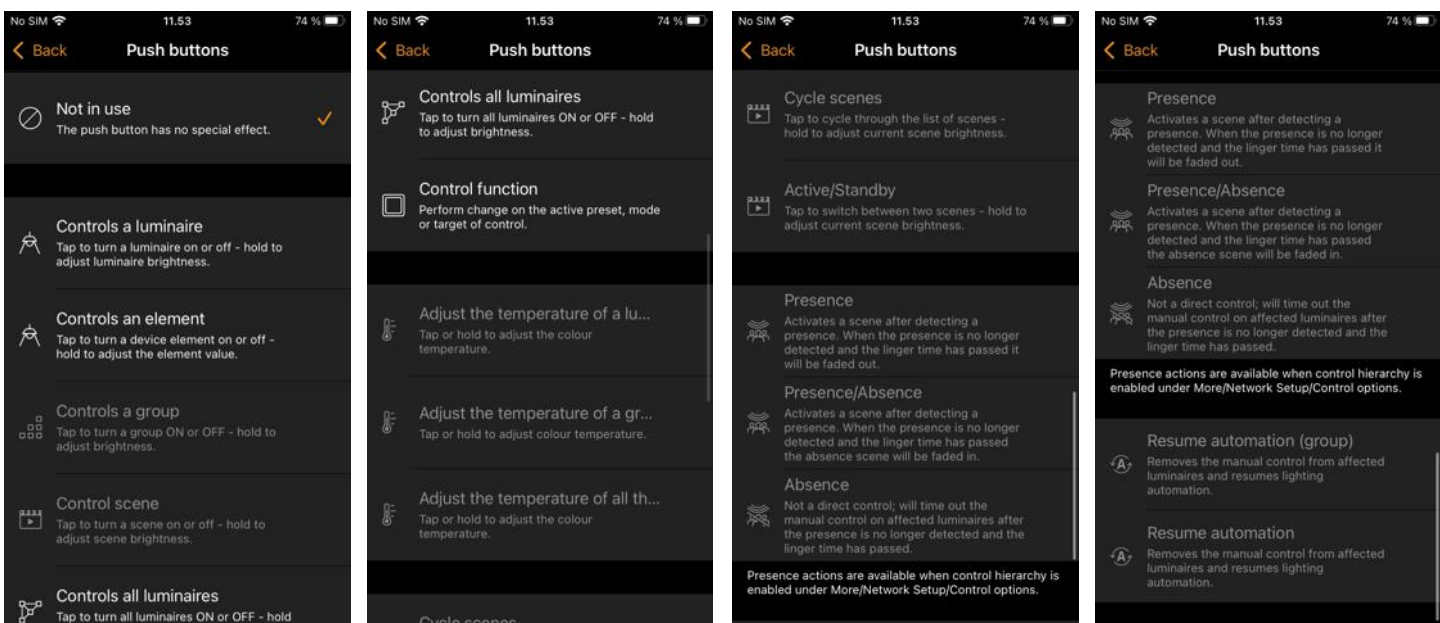 No SIM 11.53 74 %
Back Push buttons
Not in use
The push button has no special effect.
Controls a luminaire
Tap to turn a luminaire on or off - hold to
adjust luminaire brightness.
Controls an element
Tap to turn a device element on or off -
hold to adjust the element value.
Controls a group
Tap to turn a group ON or OFF - hold to
adjust brightness.
Control scene
Tap to turn a scene on or off - hold to
adjust scene brightness.
Controls all luminaires
Tap to turn all luminaires ON or OFF - hold
No SIM 11.53 74 %
Back Push buttons
Controls all luminaires
Tap to turn all luminaires ON or OFF - hold
to adjust brightness.
Control function
Perform change on the active preset, mode
or target of control.
Adjust the temperature of a lu...
Tap or hold to adjust the colour
temperature.
Adjust the temperature of a gr...
Tap or hold to adjust colour temperature.
Adjust the temperature of all th...
Tap or hold to adjust the colour
temperature.
Cycle scenes
No SIM 11.53 74 %
Back Push buttons
Cycle scenes
Tap to cycle through the list of scenes -
hold to adjust current scene brightness.
Active/Standby
Tap to switch between two scenes - hold to
adjust current scene brightness.
Presence
Activates a scene after detecting a
presence. When the presence is no longer
detected and the linger time has passed it
will be faded out.
Presence/Absence
Activates a scene after detecting a
presence. When the presence is no longer
detected and the linger time has passed
the absence scene will be faded in.
Absence
Not a direct control; will time out the
manual control on affected luminaires after
the presence is no longer detected and the
linger time has passed.
Presence actions are available when control hierarchy is
enabled under More/Network Setup/Control options.
No SIM 11.53 74 %
Back Push buttons
Presence
Activates a scene after detecting a
presence. When the presence is no longer
detected and the linger time has passed it
will be faded out.
Presence/Absence
Activates a scene after detecting a
presence. When the presence is no longer
detected and the linger time has passed
the absence scene will be faded in.
Absence
Not a direct control; will time out the
manual control on affected luminaires after
the presence is no longer detected and the
linger time has passed.
Presence actions are available when control hierarchy is
enabled under More/Network Setup/Control options.
Resume automation (group)
Removes the manual control from affected
luminaires and resumes lighting
automation.
Resume automation
Removes the manual control from affected
luminaires and resumes lighting
automation.